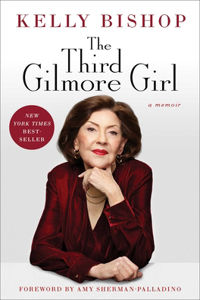 KELLY BISHOP
The
Third
Gilmore Girl
a memoir
NEW
YORK TIMES
BEST-
SELLER
FOREWORD BY AMY SHERMAN-PALLADINO